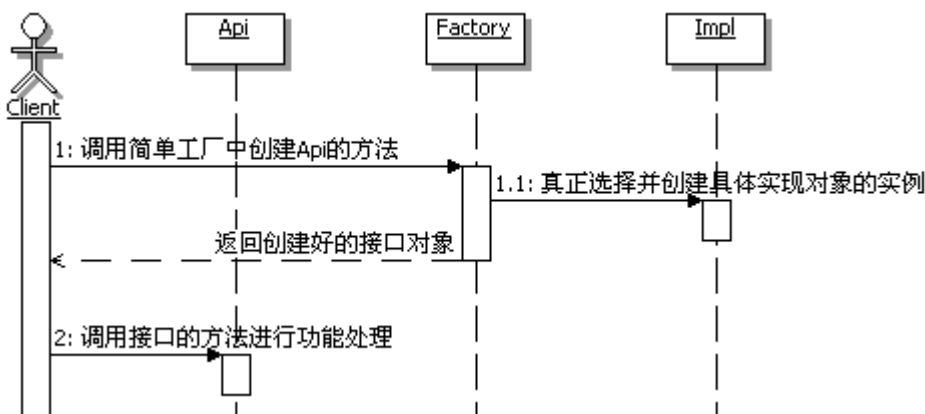 Api
Factory
Impl
Client
1: 调用简单工厂中创建Api的方法
1.1: 真正选择并创建具体实现对象的实例
返回创建好的接口对象
2: 调用接口的方法进行功能处理